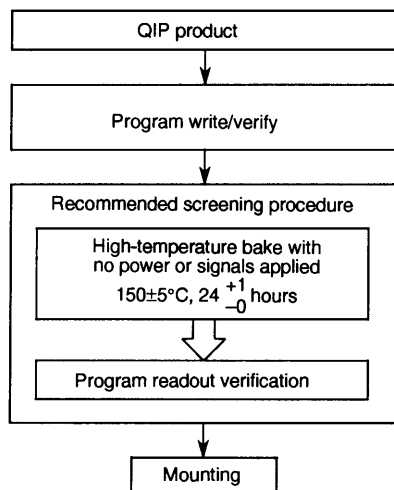 QIP product
Program write/verify
Recommended screening procedure
High-temperature bake with
no power or signals applied
150±5°C, 24 +1 −0 hours
Program readout verification
Mounting